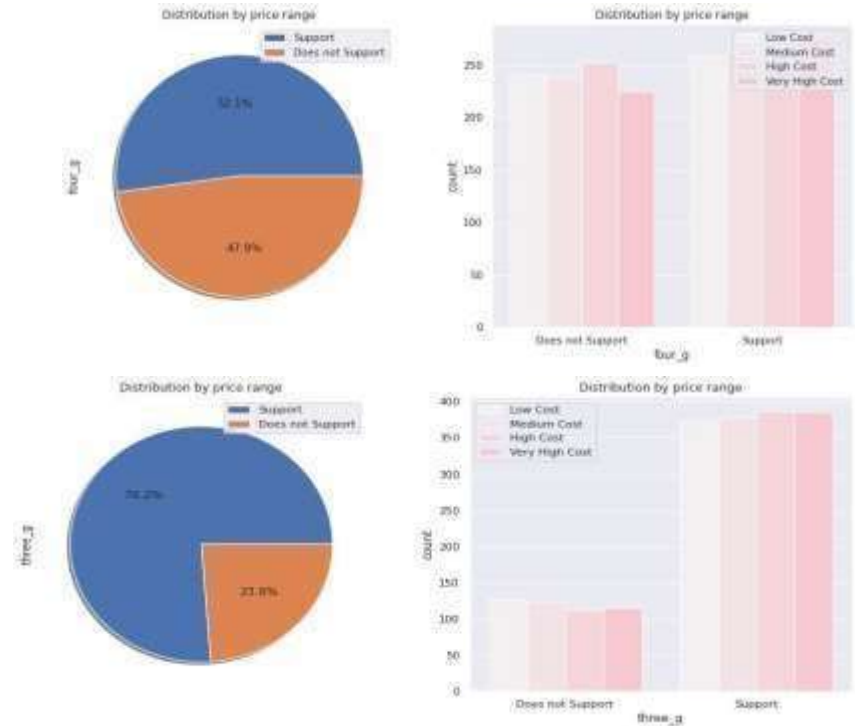 Distribution by price range
Support
Does not Support
52.1%
47.9%
four_g
Distribution by price range
Low Cost
Medium Cost
High Cost
Very High Cost
250
200
150
100
50
0
count
Does not Support
Support
four_g
Distribution by price range
Support
Does not Support
76.2%
23.8%
three_g
Distribution by price range
Low Cost
Medium Cost
High Cost
Very High Cost
400
350
300
250
200
150
100
50
0
count
Does not Support
Support
three_g